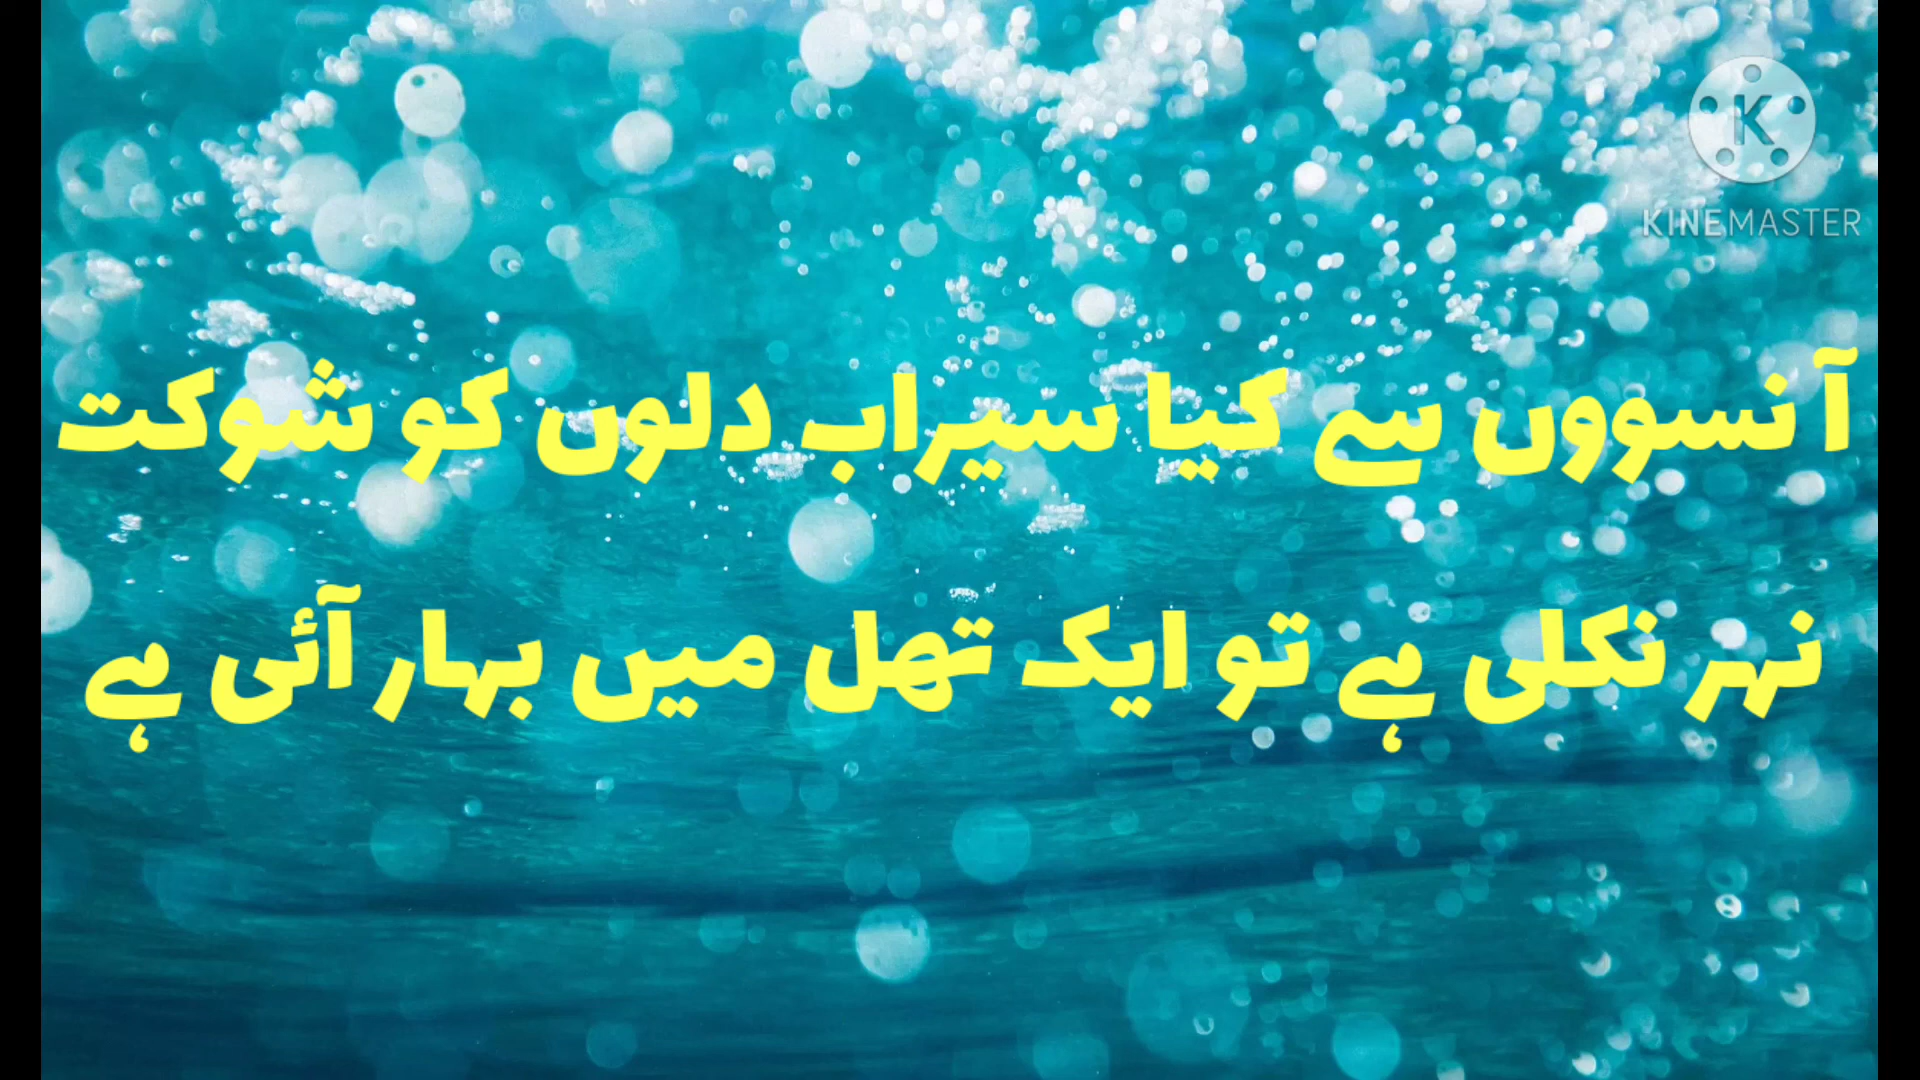 KINEMASTER
آنسووں سے کیا سیراب دلوں کو شوکت
نہر نکلی ہے تو ایک تھل میں بہار آئی ہے